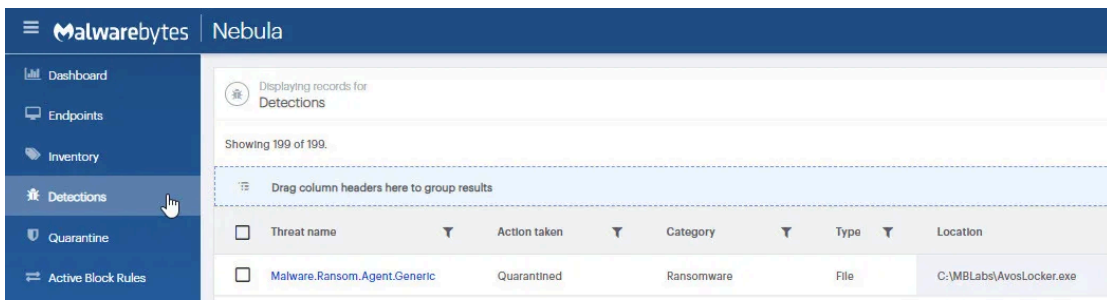 Malwarebytes | Nebula
Dashboard
Endpoints
Inventory
Detections
Quarantine
Active Block Rules
Displaying records for
Detections
Showing 199 of 199.
Drag column headers here to group results
Threat name Action taken Category Type Location
Malware.Ransom.Agent.Generic Quarantined Ransomware File C:\MBLabs\AvosLocker.exe